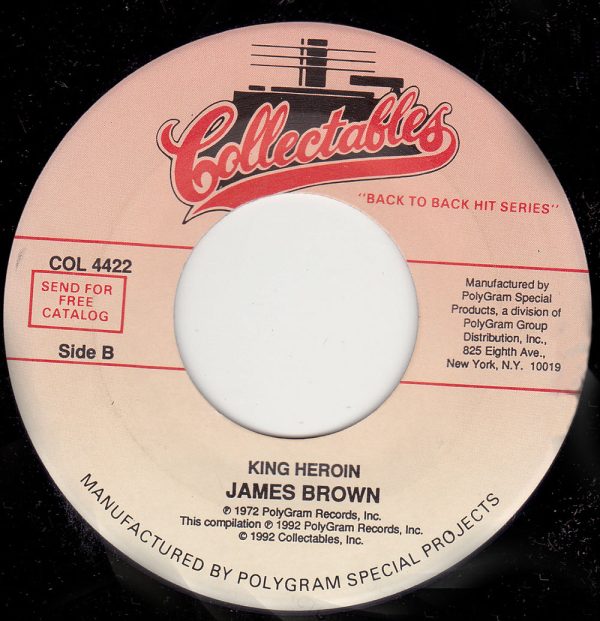 Collectables
"BACK TO BACK HIT SERIES"
COL 4422
SEND FOR
FREE
CATALOG
Side B
Manufactured by
PolyGram Special
Products, a division of
PolyGram Group
Distribution, Inc.,
825 Eighth Ave.,
New York, N.Y. 10019
KING HEROIN
JAMES BROWN
℗ 1972 PolyGram Records, Inc.
This compilation ℗ 1992 PolyGram Records, Inc.
© 1992 Collectables, Inc.
MANUFACTURED BY POLYGRAM SPECIAL PROJECTS